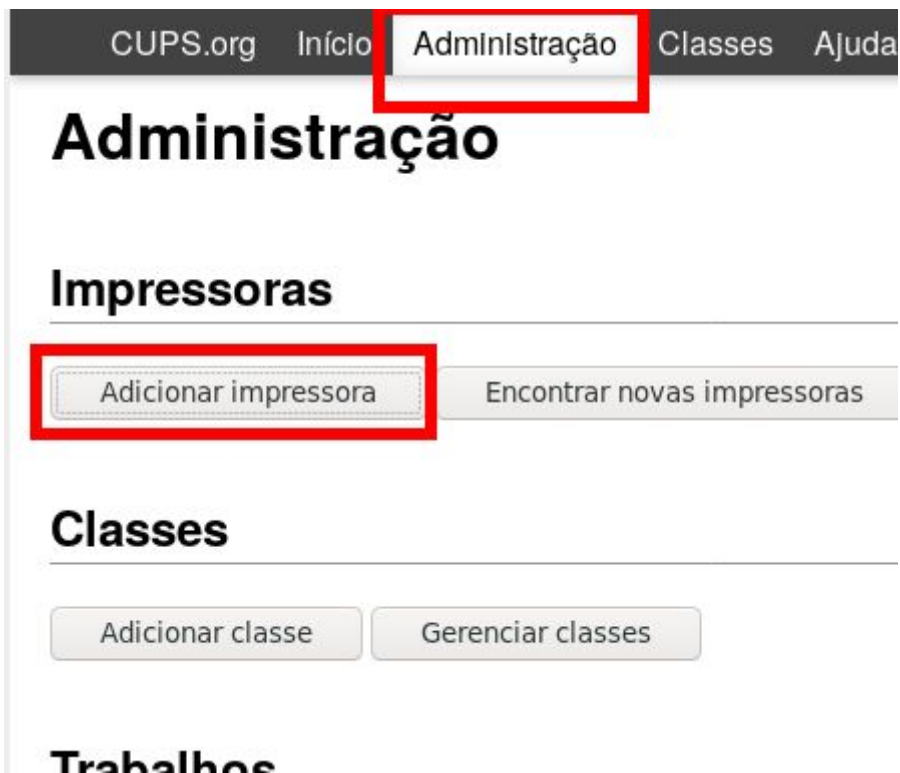 CUPS.org Início Administração Classes Ajuda
Administração
Impressoras
Adicionar impressora Encontrar novas impressoras
Classes
Adicionar classe Gerenciar classes
Trabalhos